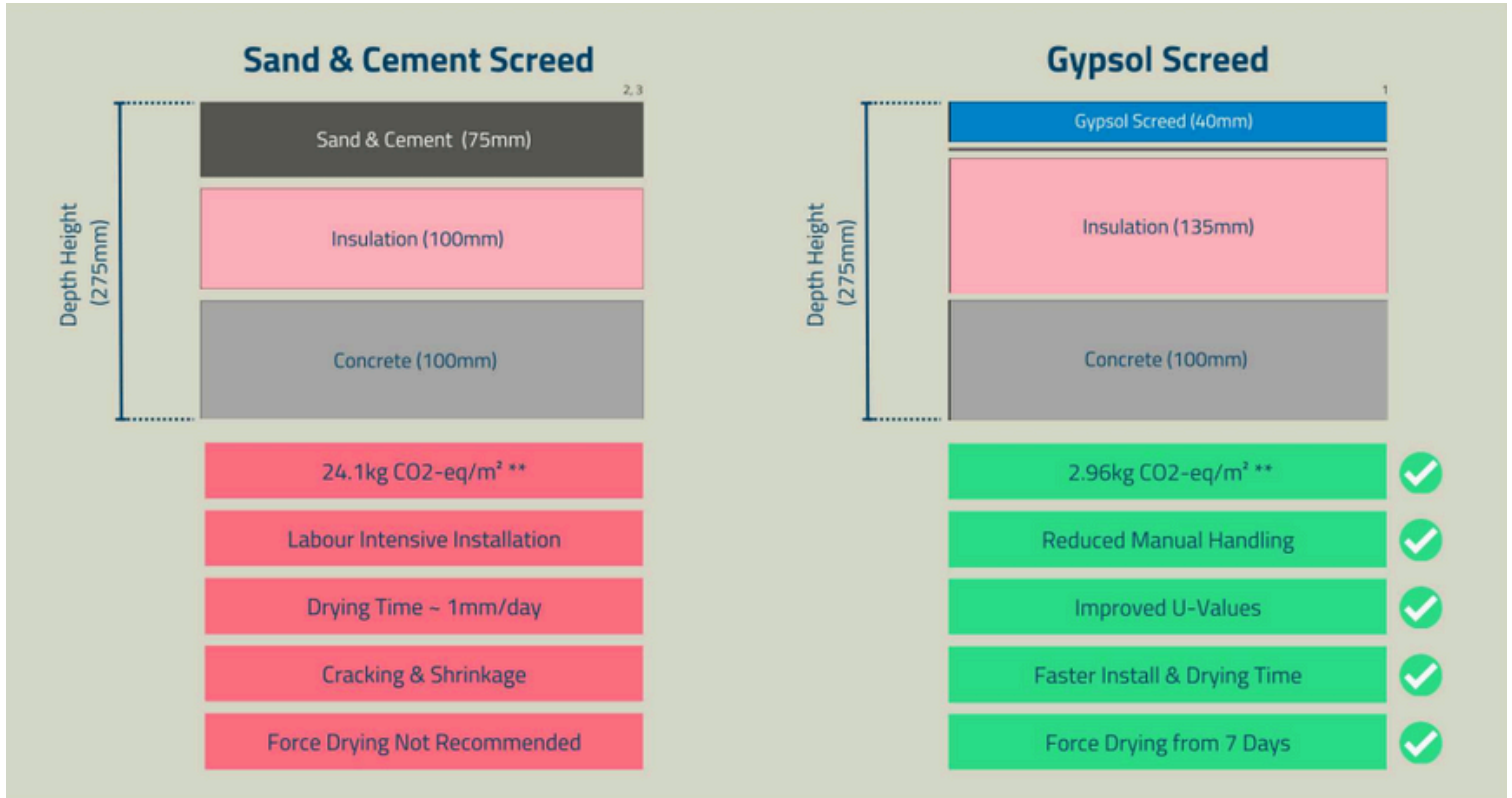 Sand & Cement Screed
2, 3
Depth Height
(275mm)
Sand & Cement (75mm)
Insulation (100mm)
Concrete (100mm)
24.1kg CO2-eq/m² **
Labour Intensive Installation
Drying Time ~ 1mm/day
Cracking & Shrinkage
Force Drying Not Recommended
Gypsol Screed
1
Depth Height
(275mm)
Gypsol Screed (40mm)
Insulation (135mm)
Concrete (100mm)
2.96kg CO2-eq/m² **
Reduced Manual Handling
Improved U-Values
Faster Install & Drying Time
Force Drying from 7 Days